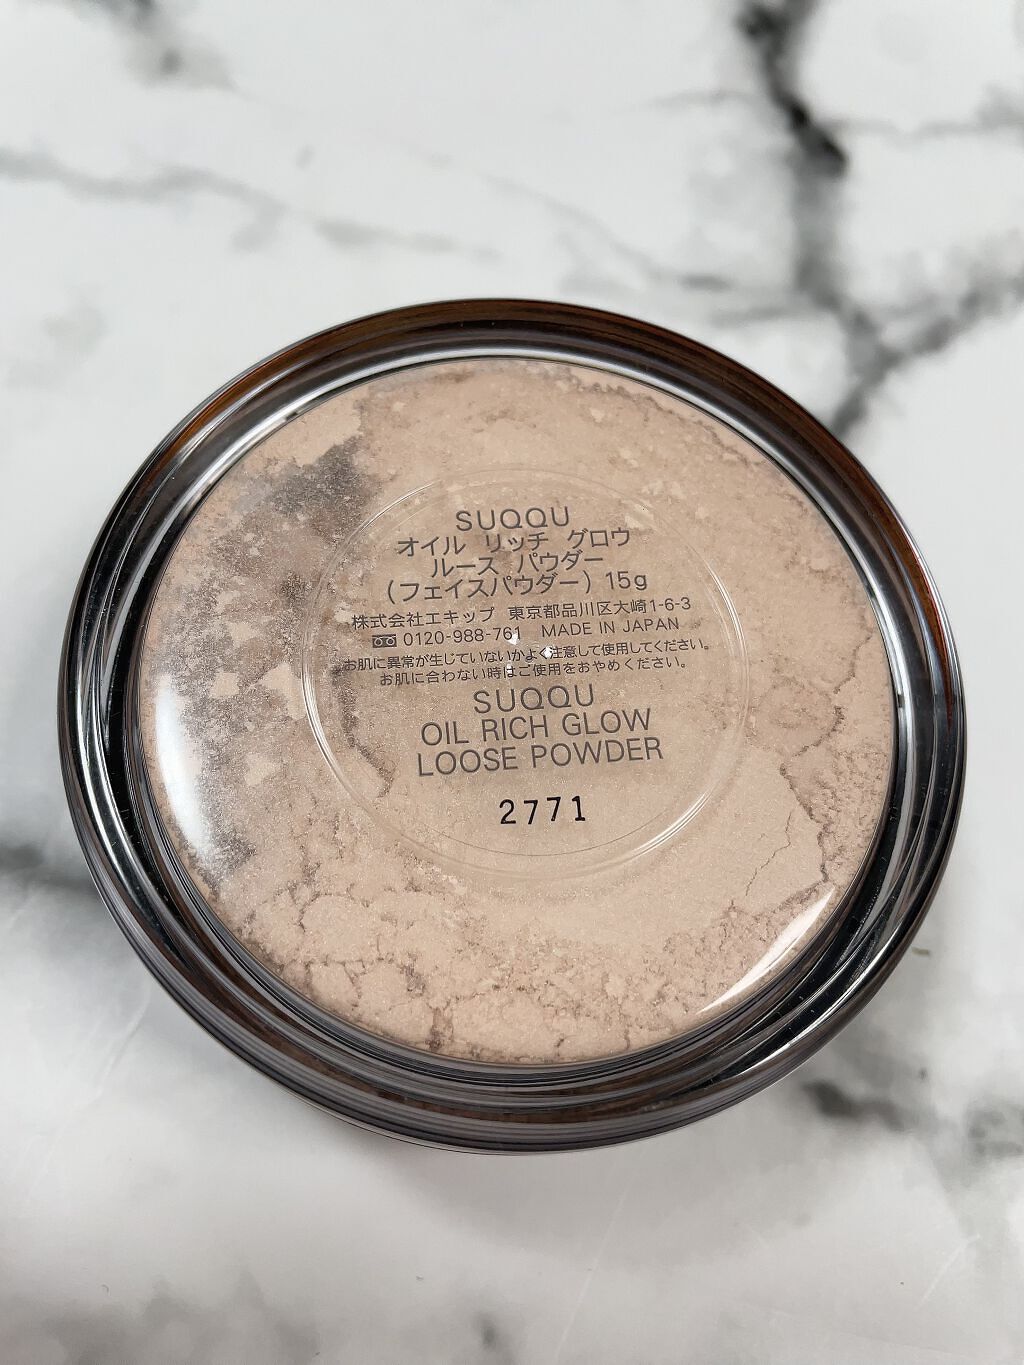 SUQQU
オイル リッチ グロウ
ルース パウダー
(フェイスパウダー) 15g
株式会社エキップ 東京都品川区大崎1-6-3
0120-988-761 MADE IN JAPAN
お肌に異常が生じていないかよく注意して使用してください。
お肌に合わない時はご使用をおやめください。
SUQQU
OIL RICH GLOW
LOOSE POWDER
2771